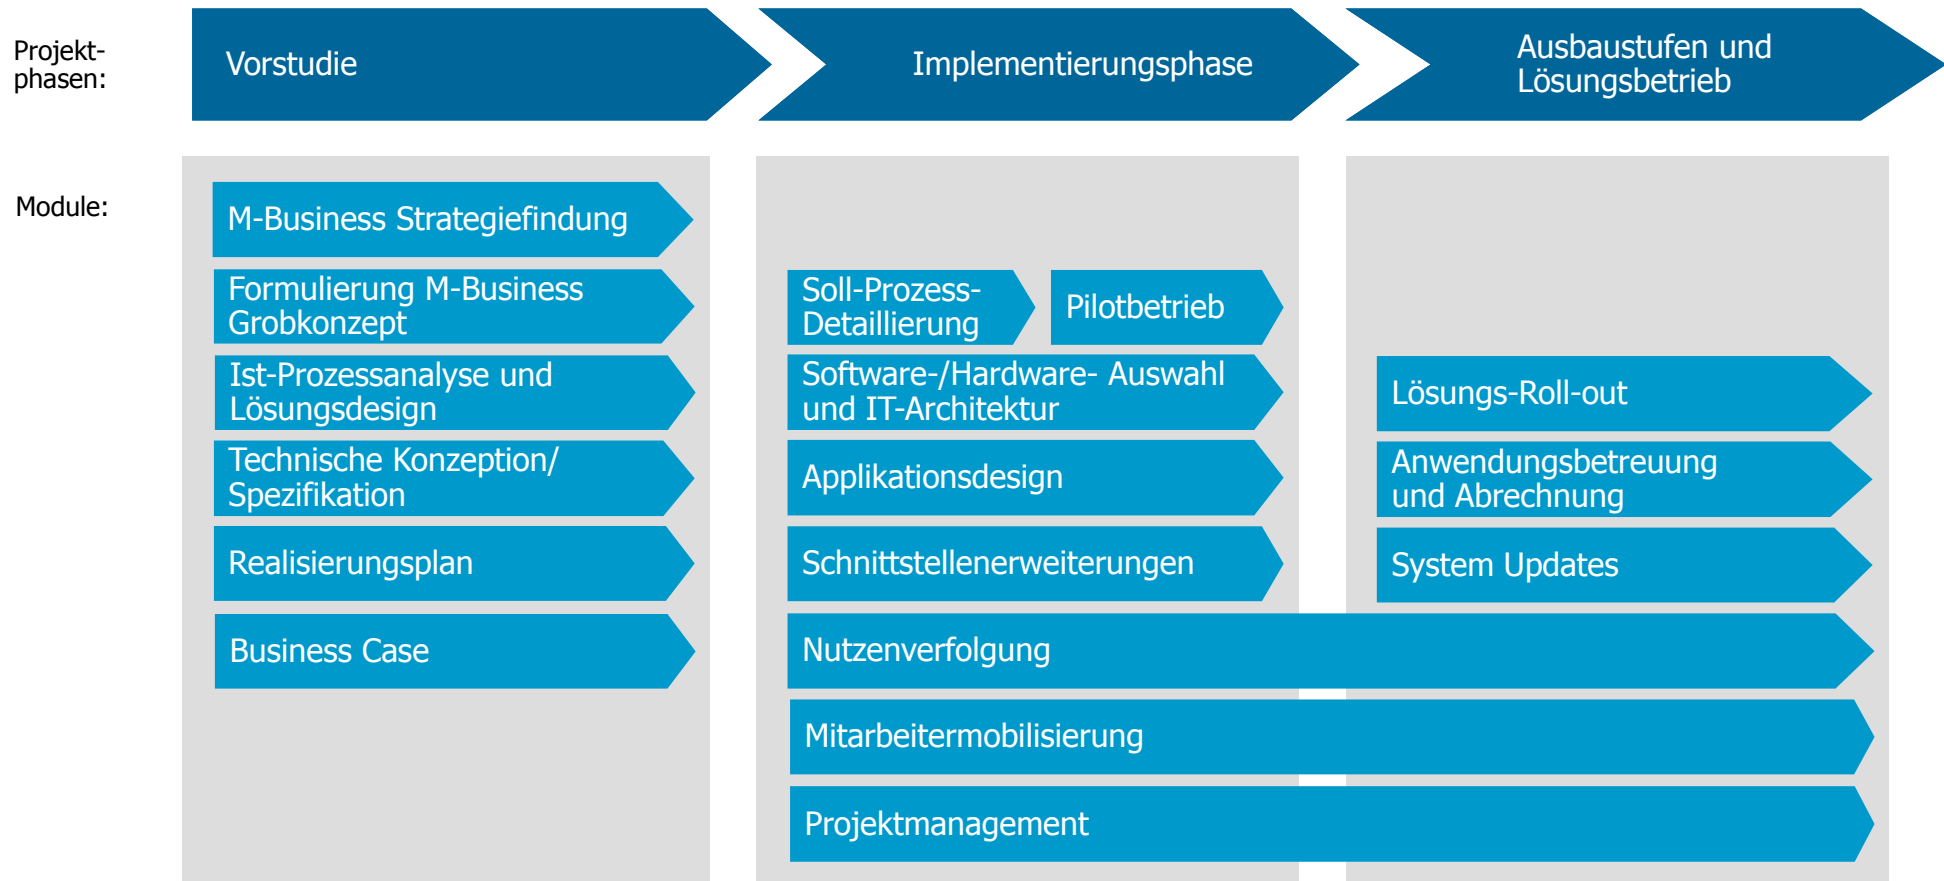 Projekt-
phasen:
Vorstudie
Implementierungsphase
Ausbaustufen und
Lösungsbetrieb
Module:
M-Business Strategiefindung
Formulierung M-Business
Grobkonzept
Ist-Prozessanalyse und
Lösungsdesign
Technische Konzeption/
Spezifikation
Realisierungsplan
Business Case
Soll-Prozess-
Detaillierung
Pilotbetrieb
Software-/Hardware- Auswahl
und IT-Architektur
Applikationsdesign
Schnittstellenerweiterungen
Nutzenverfolgung
Mitarbeitermobilisierung
Projektmanagement
Lösungs-Roll-out
Anwendungsbetreuung
und Abrechnung
System Updates